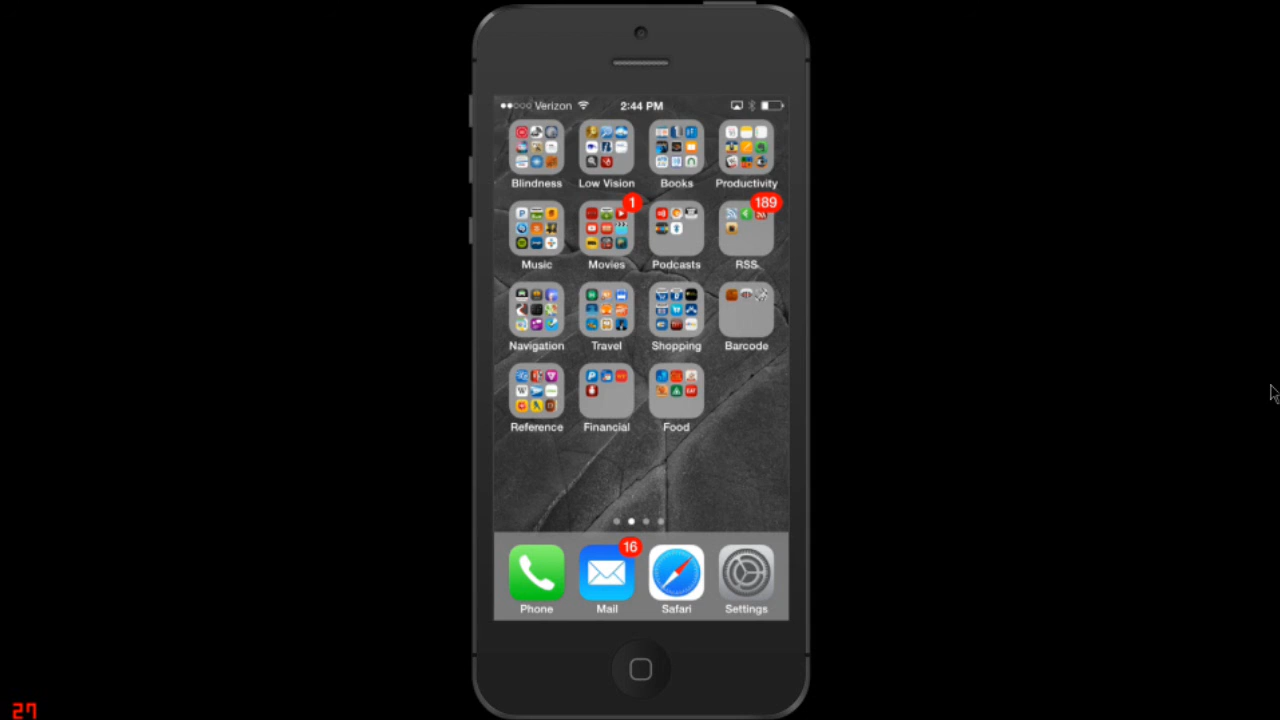 Verizon 2:44 PM
Blindness Low Vision Books Productivity
1 189
Music Movies Podcasts RSS
Navigation Travel Shopping Barcode
Reference Financial Food
16
Phone Mail Safari Settings
27